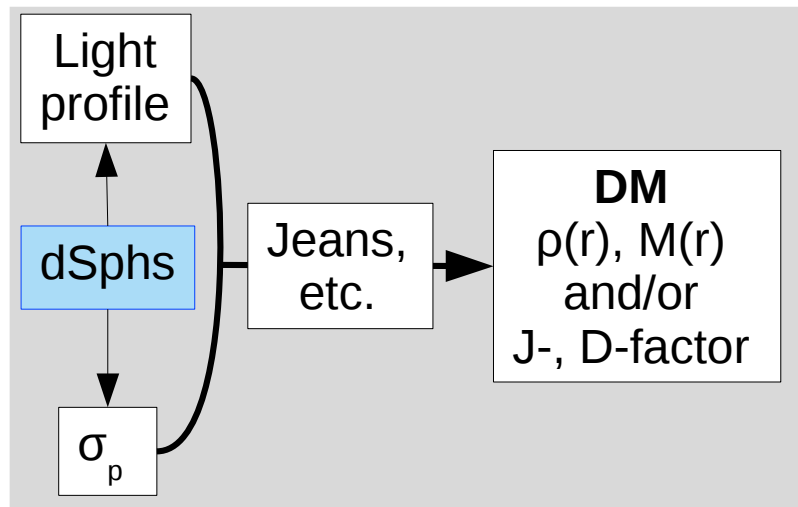 Light
profile
dSphs
σp
Jeans,
etc.
DM
ρ(r), M(r)
and/or
J-, D-factor